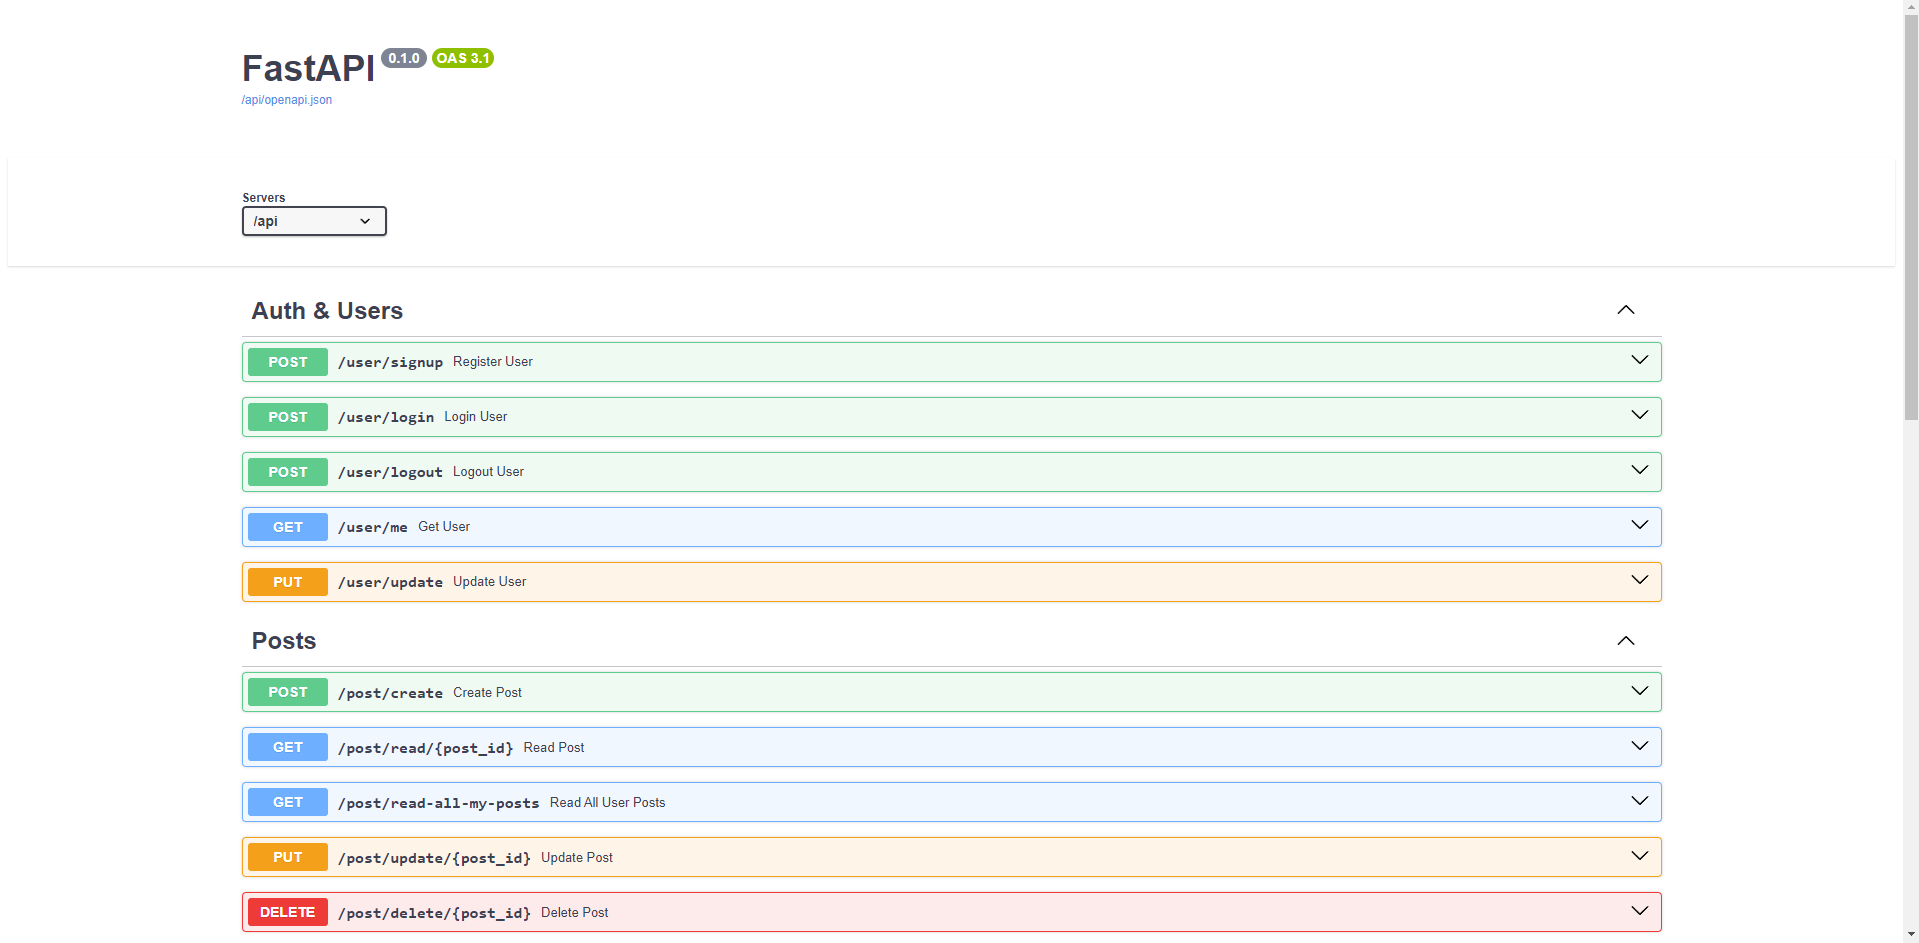 FastAPI 0.1.0 OAS 3.1
/api/openapi.json
Servers
/api
Auth & Users
POST /user/signup Register User
POST /user/login Login User
POST /user/logout Logout User
GET /user/me Get User
PUT /user/update Update User
Posts
POST /post/create Create Post
GET /post/read/{post_id} Read Post
GET /post/read-all-my-posts Read All User Posts
PUT /post/update/{post_id} Update Post
DELETE /post/delete/{post_id} Delete Post